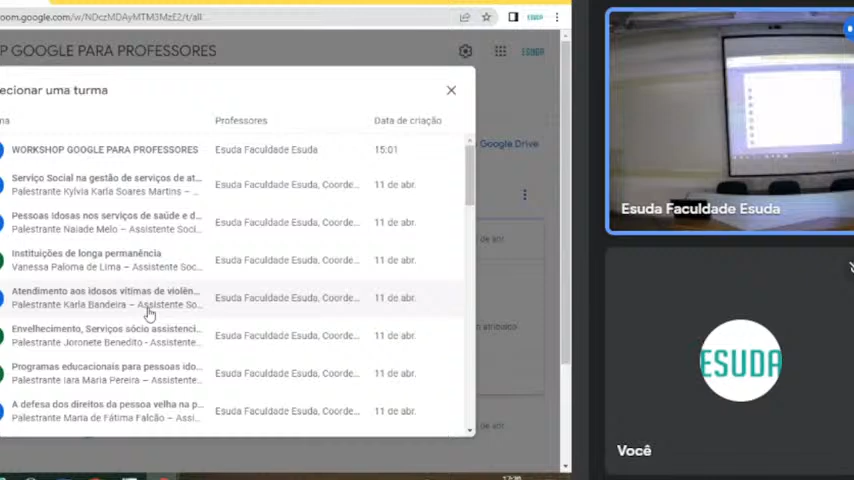 oom.google.com/w/NDczMDAyMTM3MzE2/t/all...
ESUDA
P GOOGLE PARA PROFESSORES
ESUDA
ecionar uma turma
na
Professores
Data de criação
WORKSHOP GOOGLE PARA PROFESSORES
Esuda Faculdade Esuda
15:01
Google Drive
Serviço Social na gestão de serviços de at...
Palestrante Kylvia Karla Soares Martins – ...
Esuda Faculdade Esuda, Coorde...
11 de abr.
Pessoas Idosas nos serviços de saúde e d...
Palestrante Naiade Melo – Assistente Soci...
Esuda Faculdade Esuda, Coorde...
11 de abr.
de abr.
Instituições de longa permanência
Vanessa Paloma de Lima – Assistente Soc...
Esuda Faculdade Esuda, Coorde...
11 de abr.
Atendimento aos idosos vítimas de violên...
Palestrante Karla Bandeira – Assistente So...
Esuda Faculdade Esuda, Coorde...
11 de abr.
Envelhecimento, Serviços sócio assistenci...
Palestrante Joronete Benedito - Assistente...
Esuda Faculdade Esuda, Coorde...
11 de abr.
m atribuído
Programas educacionais para pessoas ido...
Palestrante Iara Maria Pereira – Assistente...
Esuda Faculdade Esuda, Coorde...
11 de abr.
A defesa dos direitos da pessoa velha na p...
Palestrante Maria de Fátima Falcão – Assi...
Esuda Faculdade Esuda, Coorde...
11 de abr.
de abr.
Esuda Faculdade Esuda
ESUDA
Você